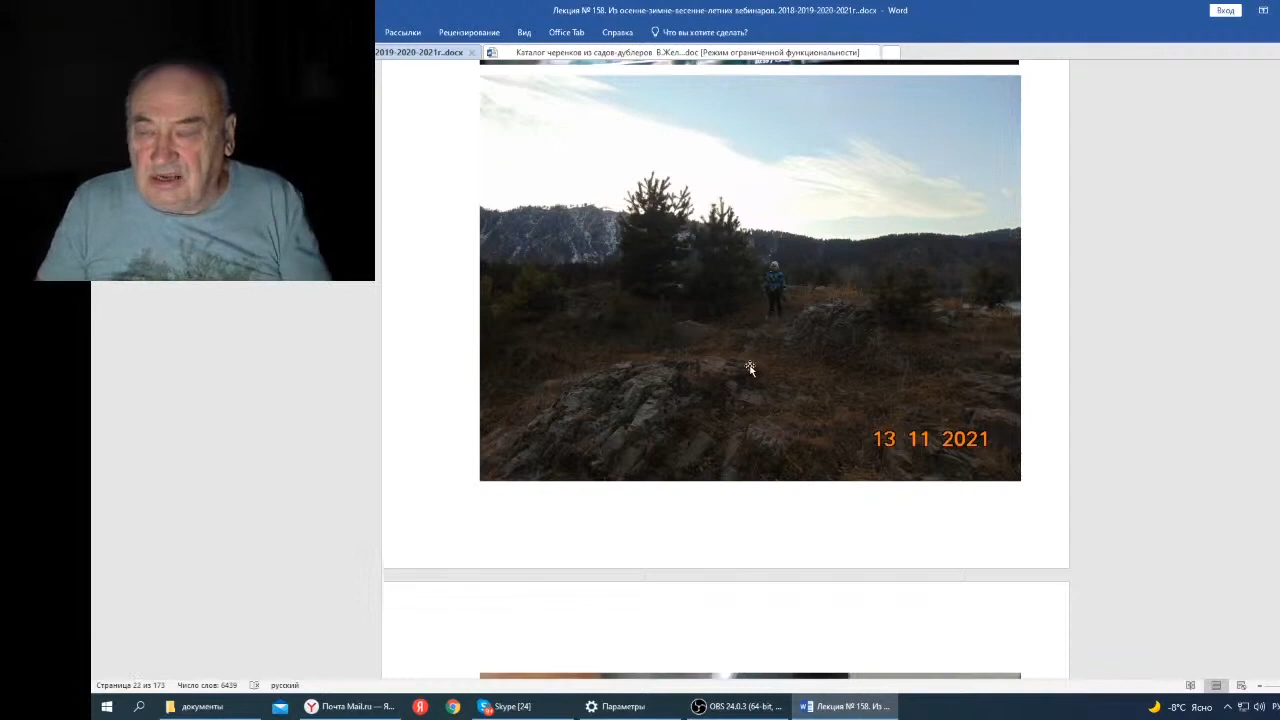 Лекция № 158. Из осенне-зимне-весенне-летних вебинаров. 2018-2019-2020-2021г..docx - Word
Вход
Рассылки Рецензирование Вид Office Tab Справка Что вы хотите сделать?
2019-2020-2021г..docx Каталог черенков из садов-дублеров В.Жел...doc [Режим ограниченной функциональности]
13 11 2021
Страница 22 из 173 Число слов: 6439 русский
документы Почта Mail.ru — Я... Skype [24] Параметры OBS 24.0.3 (64-bit, ... Лекция № 158. Из ... -8°C Ясно